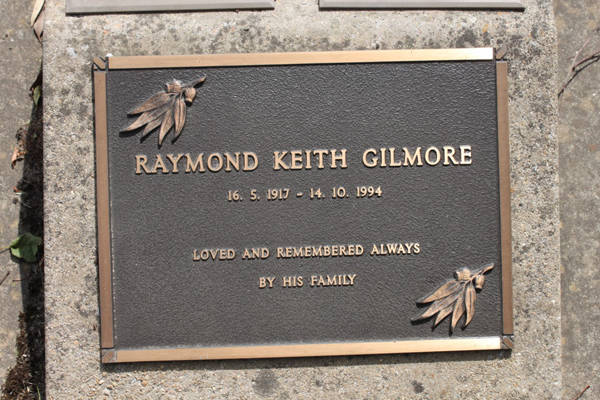 RAYMOND KEITH GILMORE
16. 5. 1917 - 14. 10. 1994
LOVED AND REMEMBERED ALWAYS
BY HIS FAMILY